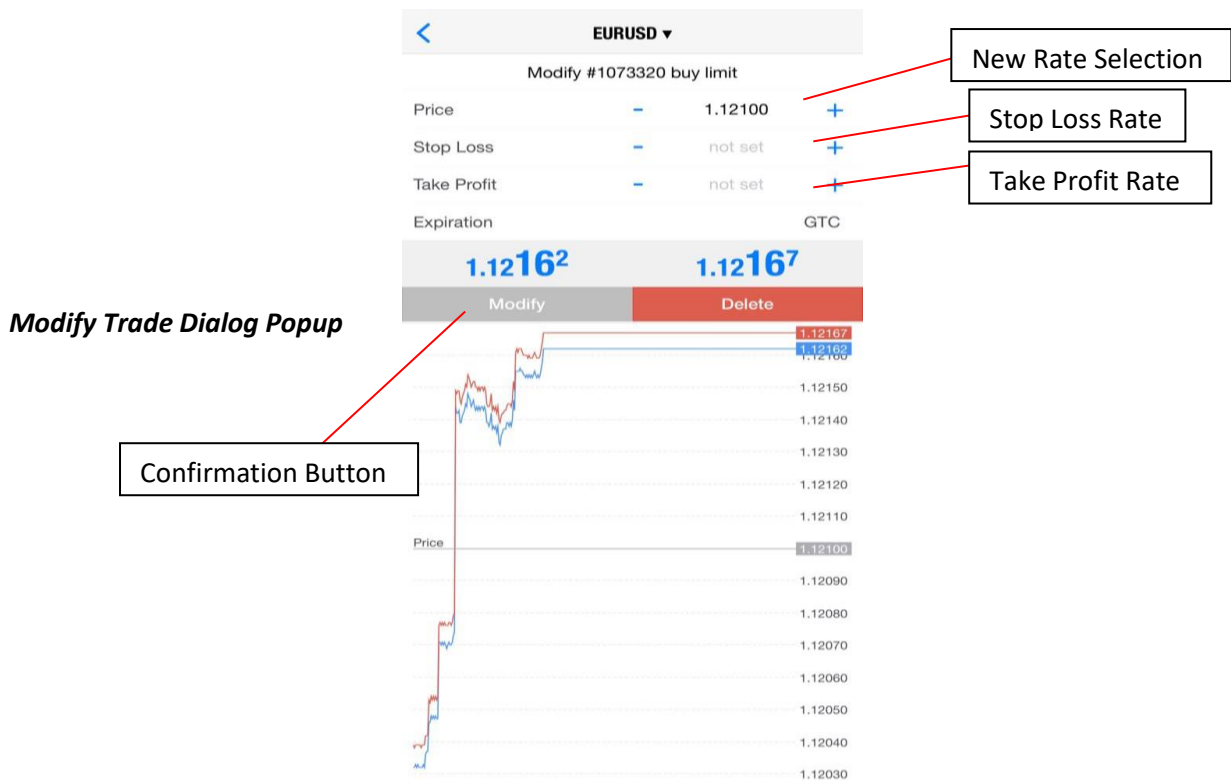 EURUSD ▼
Modify #1073320 buy limit
New Rate Selection
Price - 1.12100 +
Stop Loss Rate
Stop Loss - not set +
Take Profit Rate
Take Profit - not set +
Expiration GTC
1.12162 1.12167
Modify Delete
Modify Trade Dialog Popup
1.12167
1.12162
1.12160
1.12150
1.12140
1.12130
Confirmation Button
1.12120
1.12110
Price 1.12100
1.12090
1.12080
1.12070
1.12060
1.12050
1.12040
1.12030